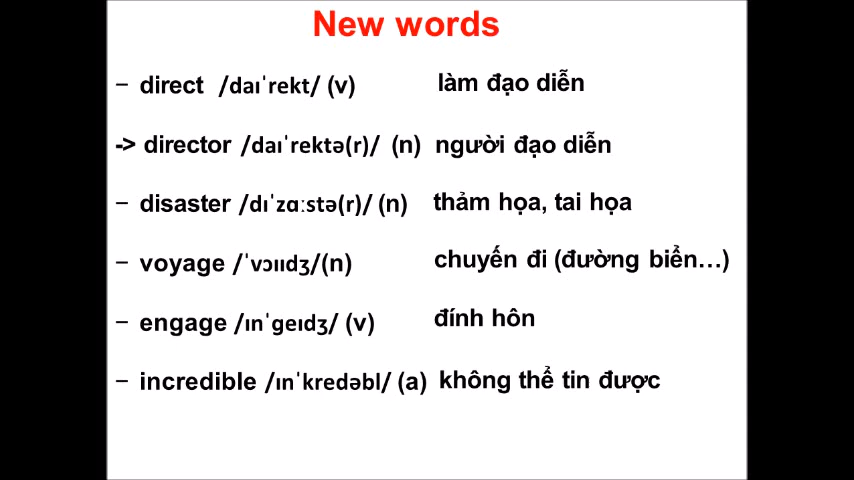 New words
– direct /daɪˈrekt/ (v) làm đạo diễn
-> director /daɪˈrektə(r)/ (n) người đạo diễn
– disaster /dɪˈzɑːstə(r)/ (n) thảm họa, tai họa
– voyage /ˈvɔɪɪdʒ/(n) chuyến đi (đường biển…)
– engage /ɪnˈgeɪdʒ/ (v) đính hôn
– incredible /ɪnˈkredəbl/ (a) không thể tin được